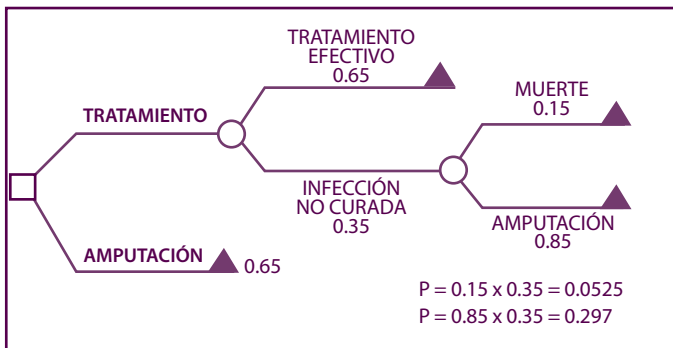 TRATAMIENTO
EFECTIVO
0.65
MUERTE
0.15
TRATAMIENTO
INFECCIÓN
NO CURADA
0.35
AMPUTACIÓN
0.85
AMPUTACIÓN
0.65
P = 0.15 x 0.35 = 0.0525
P = 0.85 x 0.35 = 0.297